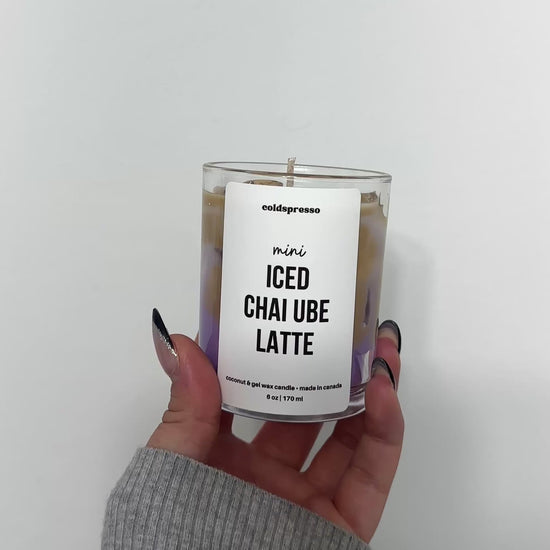 coldspresso
mini
ICED
CHAI UBE
LATTE
coconut & gel wax candle • made in canada
6 oz | 170 ml